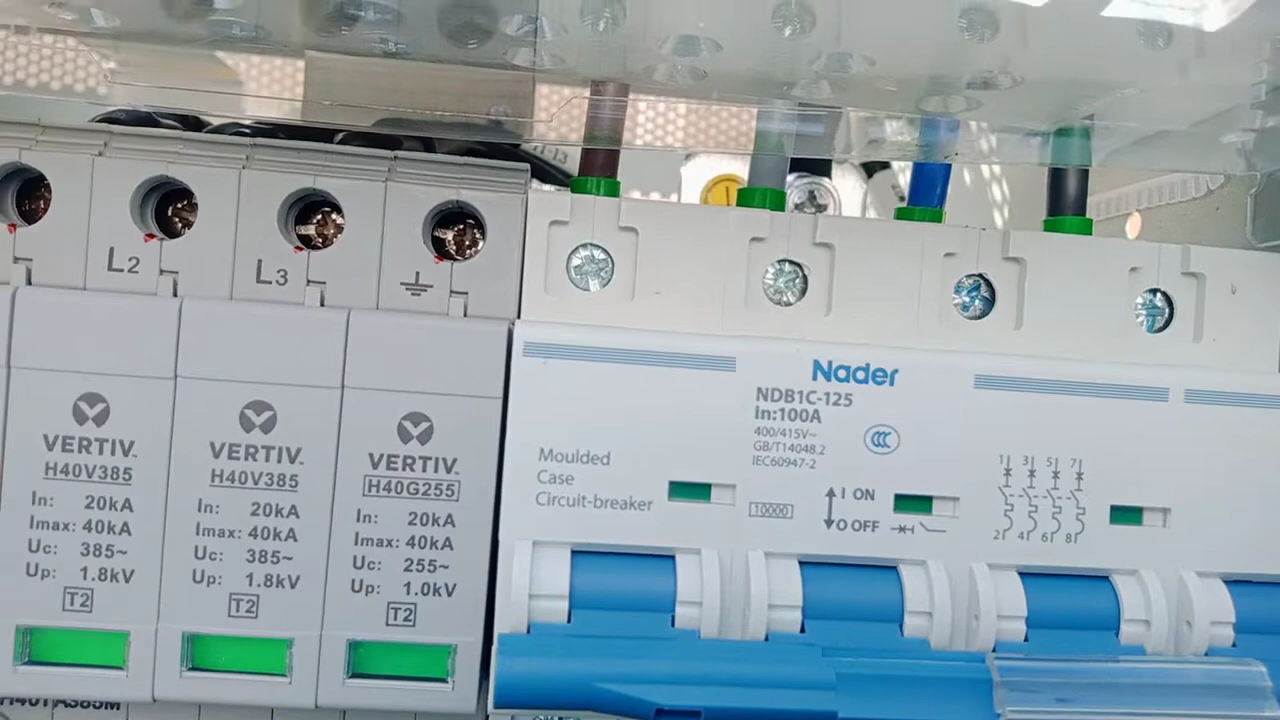 L2
L3
VERTIV.
H40V385
In: 20kA
Imax: 40kA
Uc: 385~
Up: 1.8kV
T2
VERTIV.
H40V385
In: 20kA
Imax: 40kA
Uc: 385~
Up: 1.8kV
T2
VERTIV.
H40G255
In: 20kA
Imax: 40kA
Uc: 255~
Up: 1.0kV
T2
Nader
NDB1C-125
In:100A
400/415V~
GB/T14048.2
IEC60947-2
CCC
Moulded
Case
Circuit-breaker
10000
I ON
O OFF
1 3 5 7
2 4 6 8